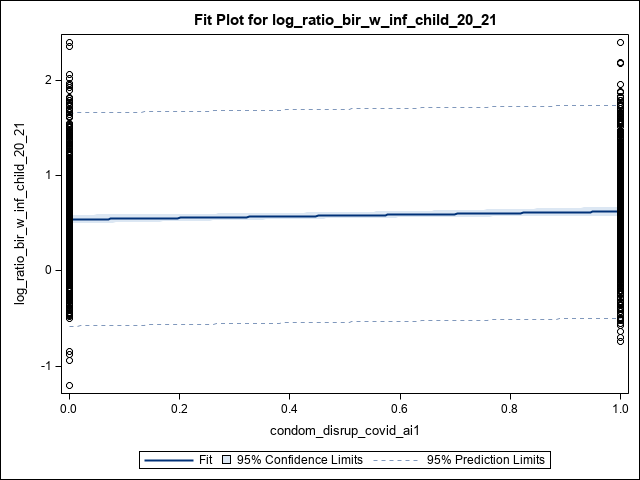 Fit Plot for log_ratio_bir_w_inf_child_20_21
log_ratio_bir_w_inf_child_20_21
2
1
0
-1
0.0 0.2 0.4 0.6 0.8 1.0
condom_disrup_covid_ai1
Fit 95% Confidence Limits 95% Prediction Limits